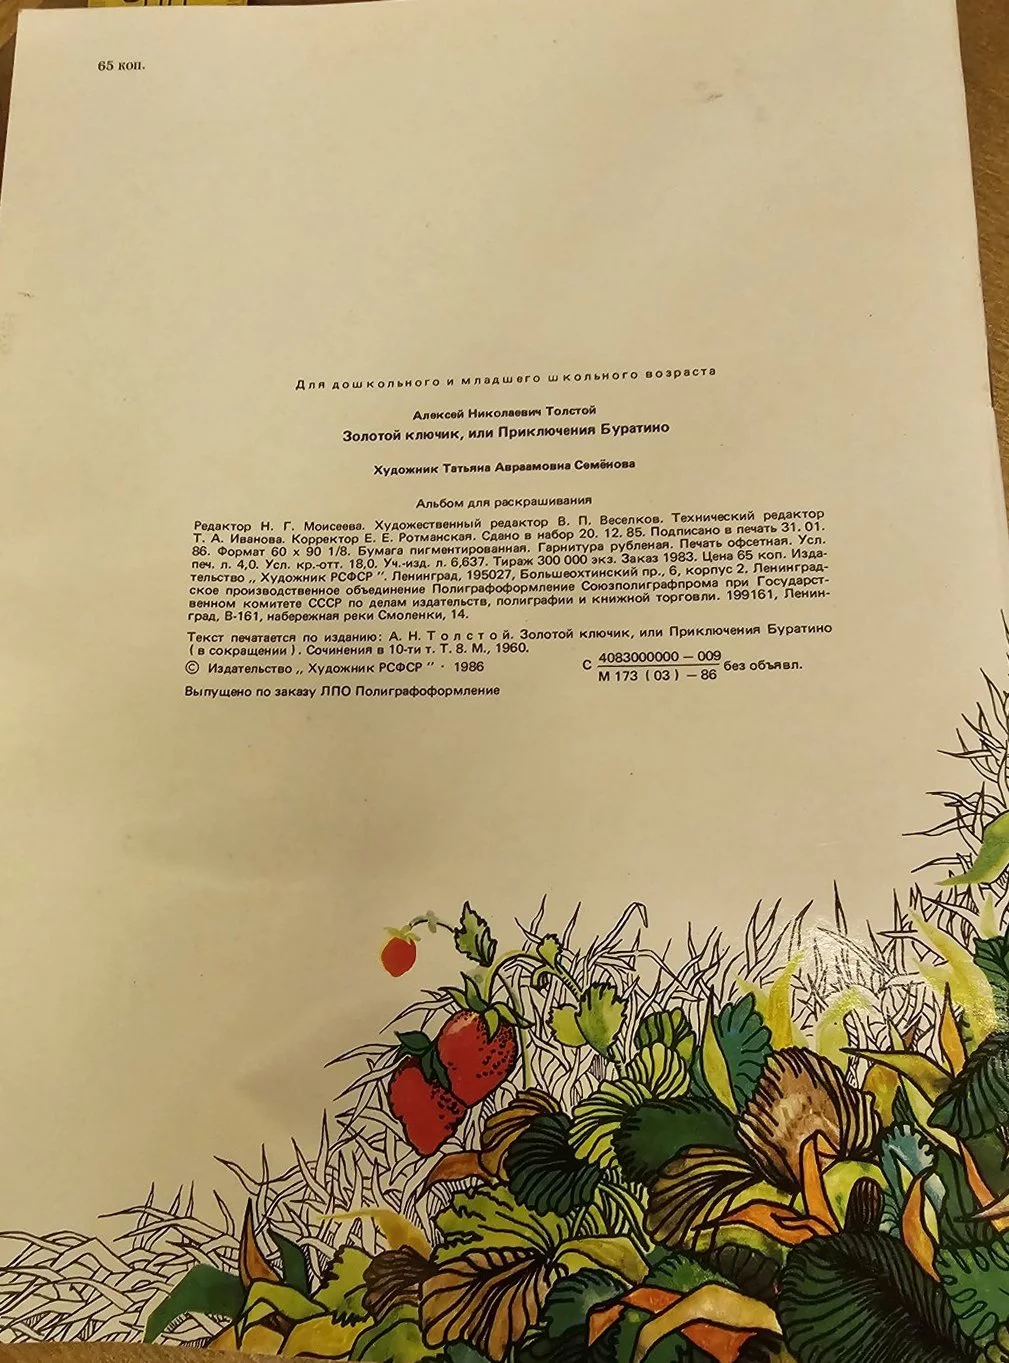 65 коп.
Для дошкольного и младшего школьного возраста
Алексей Николаевич Толстой
Золотой ключик, или Приключения Буратино
Художник Татьяна Авраамовна Семёнова
Альбом для раскрашивания
Редактор Н. Г. Моисеева. Художественный редактор В. П. Веселков. Технический редактор
Т. А. Иванова. Корректор Е. Е. Ротманская. Сдано в набор 20. 12. 85. Подписано в печать 31. 01.
86. Формат 60 х 90 1/8. Бумага пигментированная. Гарнитура рубленая. Печать офсетная. Усл.
печ. л. 4,0. Усл. кр.-отт. 18,0. Уч.-изд. л. 6,637. Тираж 300 000 экз. Заказ 1983. Цена 65 коп. Изда-
тельство „ Художник РСФСР ”. Ленинград, 195027, Большеохтинский пр., 6, корпус 2. Ленинград-
ское производственное объединение Полиграфоформление Союзполиграфпрома при Государст-
венном комитете СССР по делам издательств, полиграфии и книжной торговли. 199161, Ленин-
град, В-161, набережная реки Смоленки, 14.
Текст печатается по изданию: А. Н. Толстой. Золотой ключик, или Приключения Буратино
( в сокращении ). Сочинения в 10-ти т. Т. 8. М., 1960.
© Издательство „ Художник РСФСР ” · 1986
С 4083000000 — 009
М 173 ( 03 ) — 86 без объявл.
Выпущено по заказу ЛПО Полиграфоформление